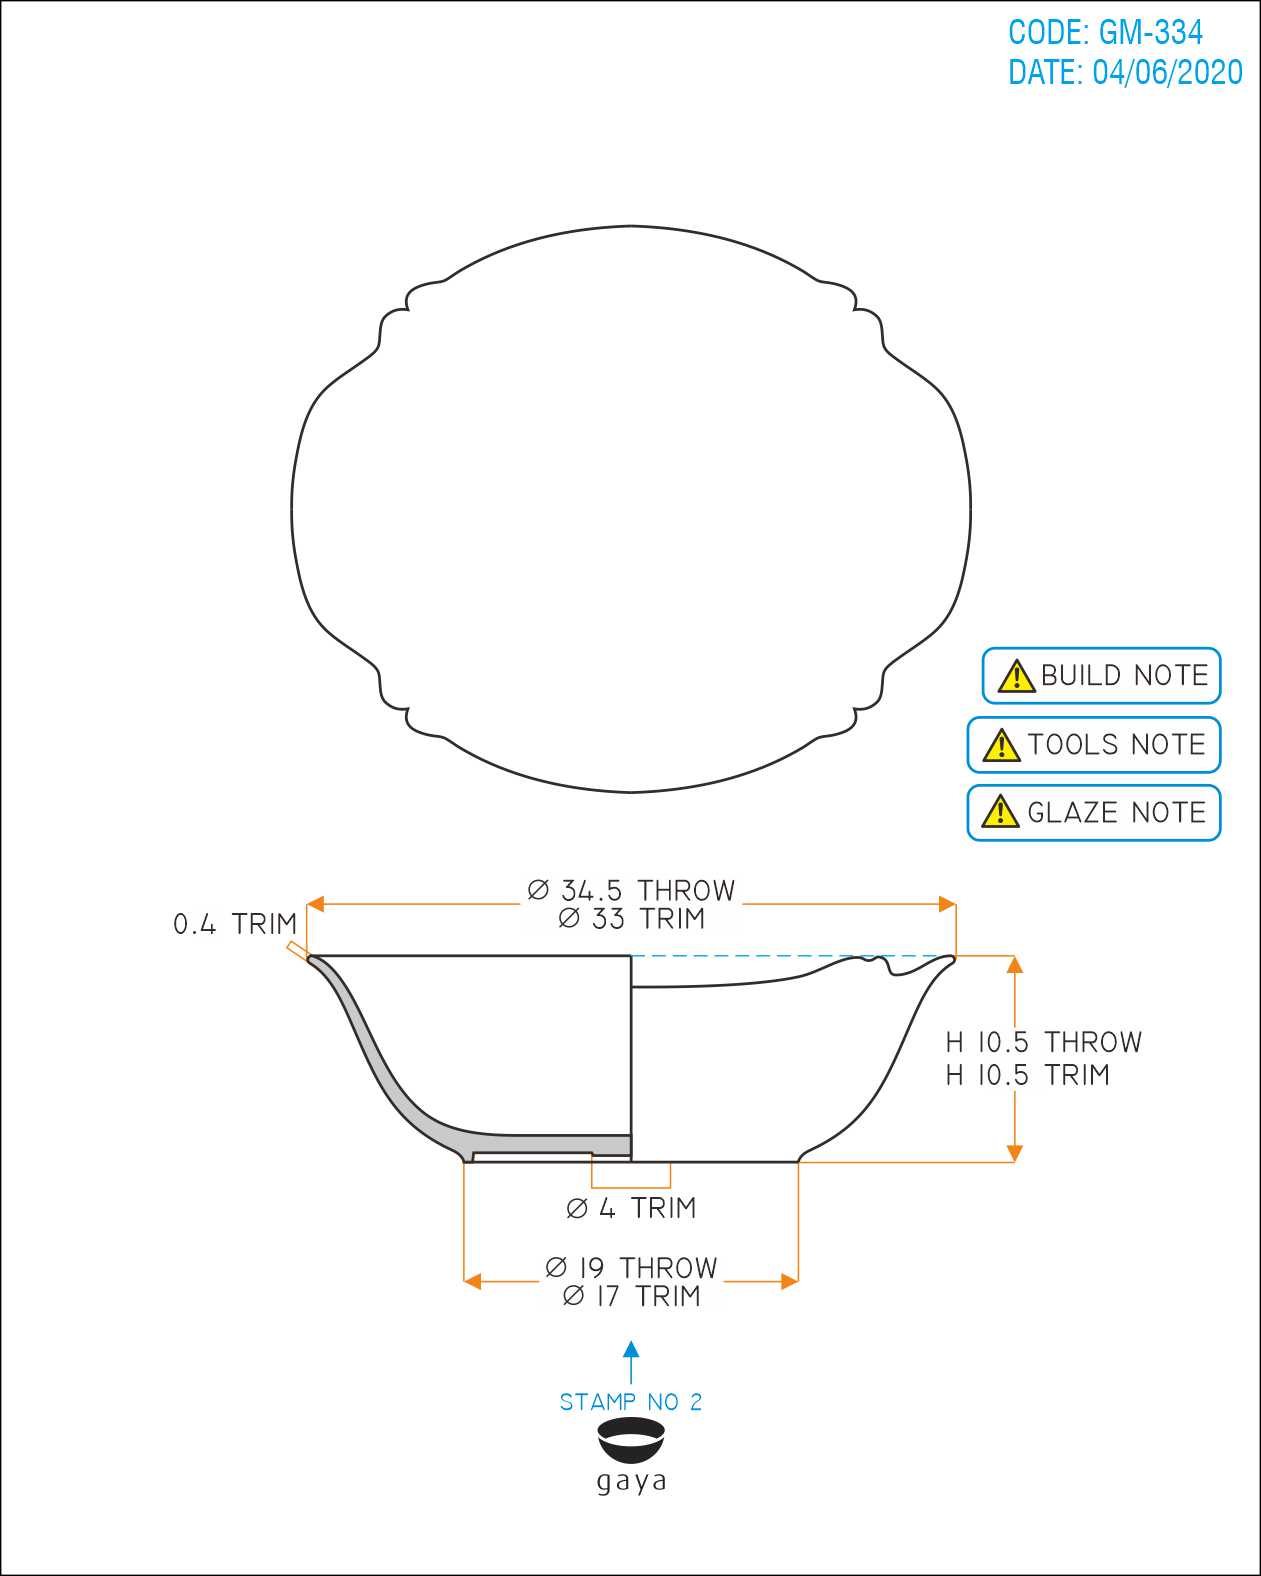 CODE: GM-334
DATE: 04/06/2020
BUILD NOTE
TOOLS NOTE
GLAZE NOTE
Ø 34.5 THROW
Ø 33 TRIM
0.4 TRIM
H 10.5 THROW
H 10.5 TRIM
Ø 4 TRIM
Ø 19 THROW
Ø 17 TRIM
STAMP NO 2
gaya